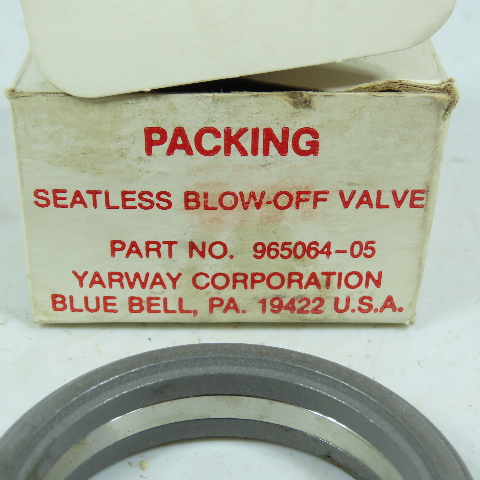 PACKING
SEATLESS BLOW-OFF VALVE
PART NO. 965064-05
YARWAY CORPORATION
BLUE BELL, PA. 19422 U.S.A.